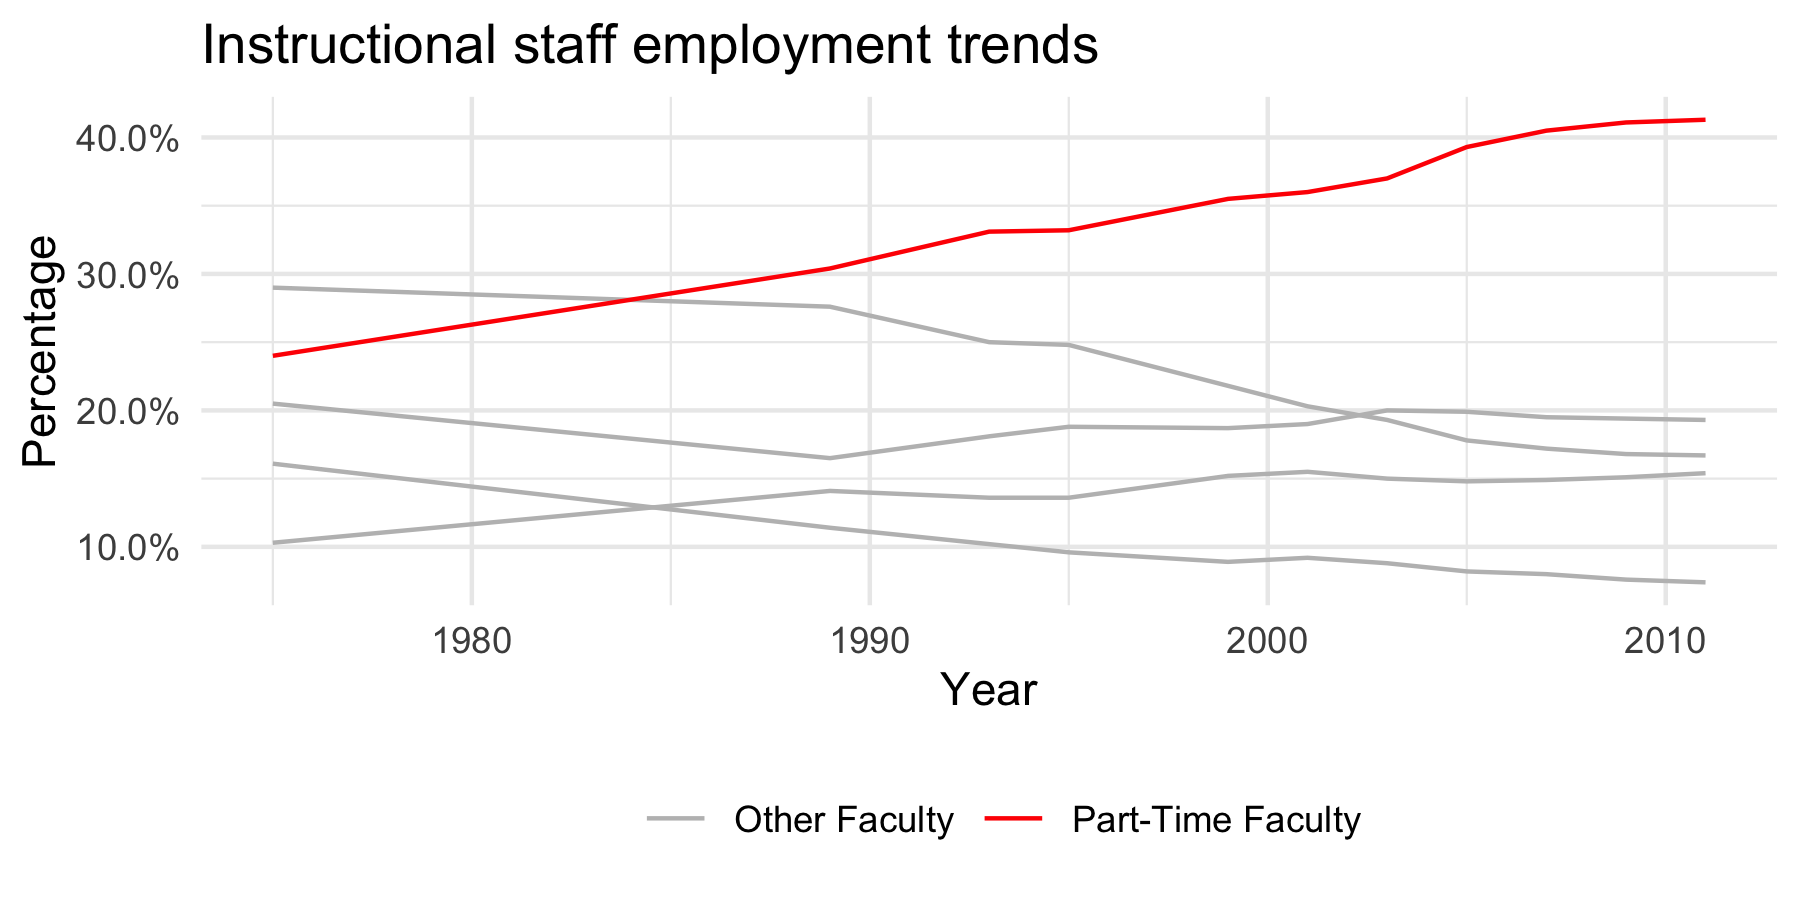 Instructional staff employment trends
40.0%
30.0%
20.0%
10.0%
Percentage
1980 1990 2000 2010
Year
Other Faculty Part-Time Faculty